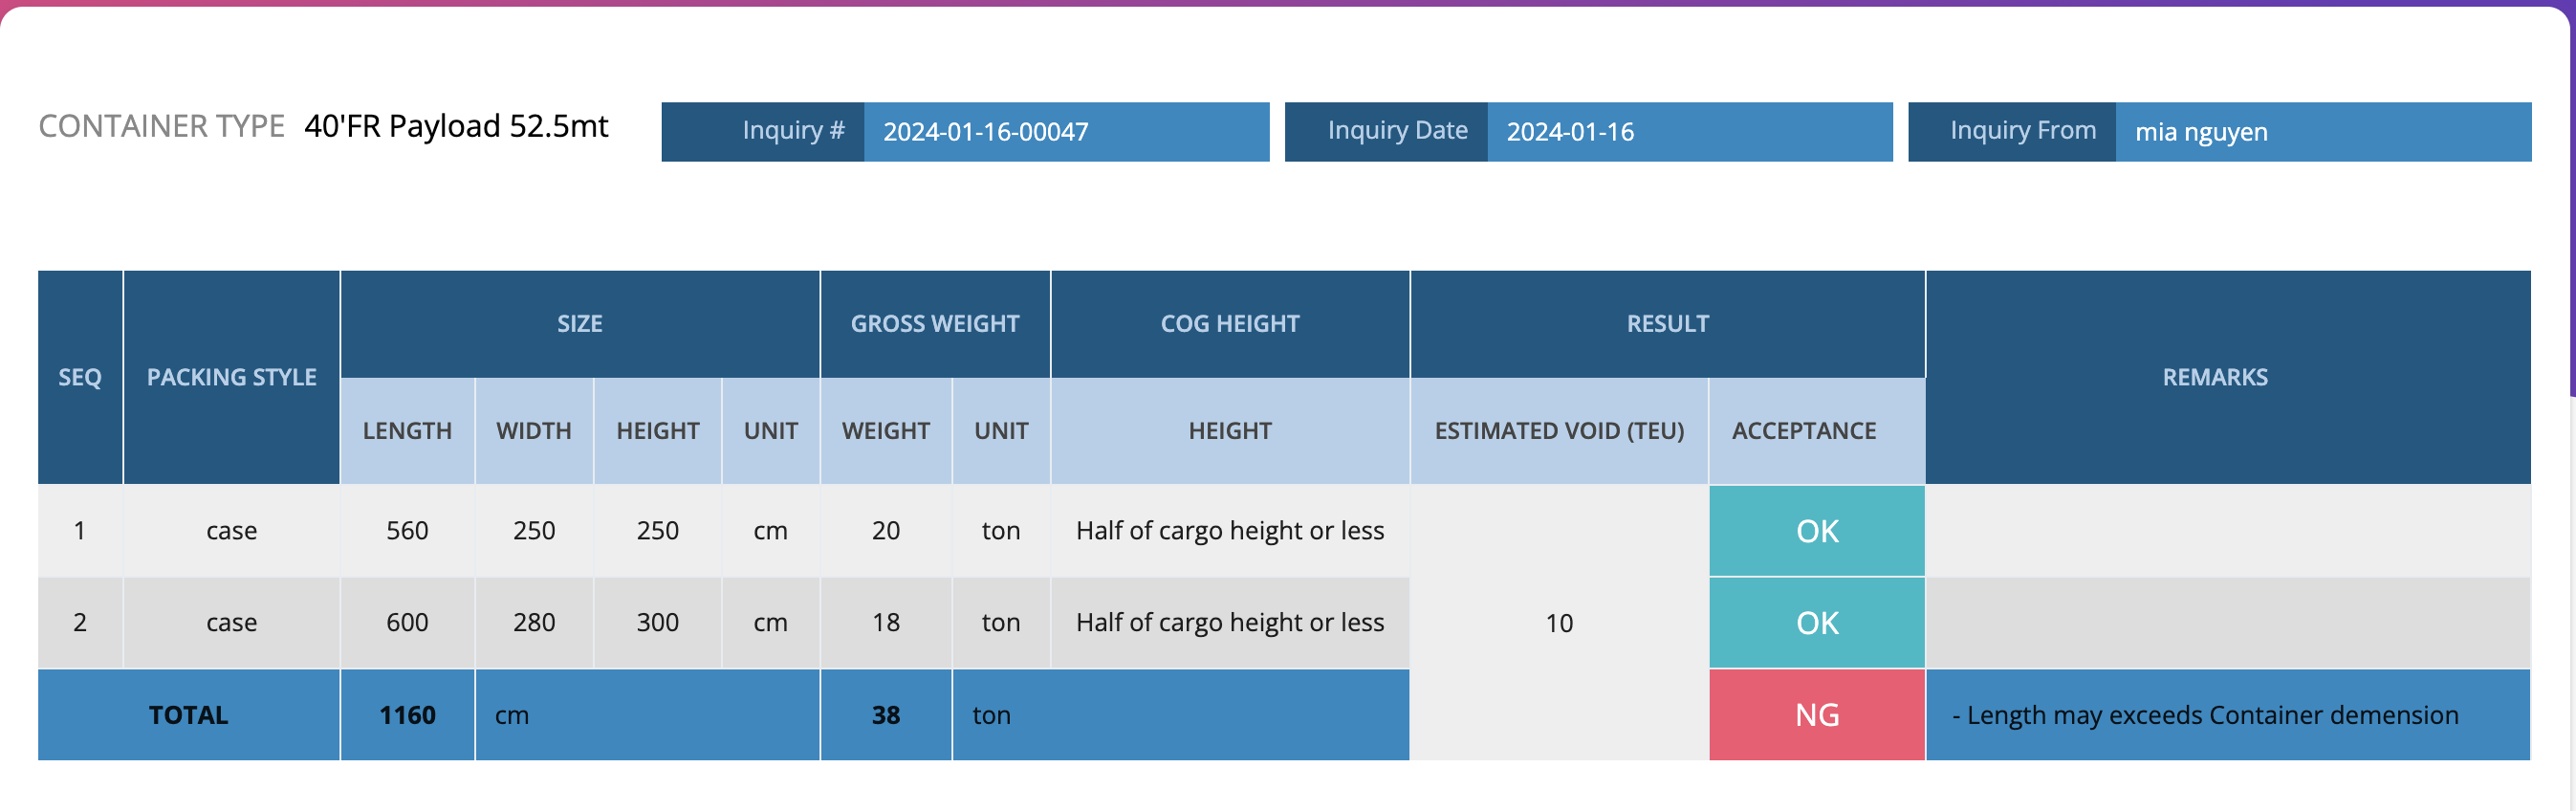 CONTAINER TYPE 40'FR Payload 52.5mt
Inquiry # 2024-01-16-00047
Inquiry Date 2024-01-16
Inquiry From mia nguyen
SEQ PACKING STYLE SIZE GROSS WEIGHT COG HEIGHT RESULT REMARKS
LENGTH WIDTH HEIGHT UNIT WEIGHT UNIT HEIGHT ESTIMATED VOID (TEU) ACCEPTANCE
1 case 560 250 250 cm 20 ton Half of cargo height or less OK
2 case 600 280 300 cm 18 ton Half of cargo height or less 10 OK
TOTAL 1160 cm 38 ton NG - Length may exceeds Container demension